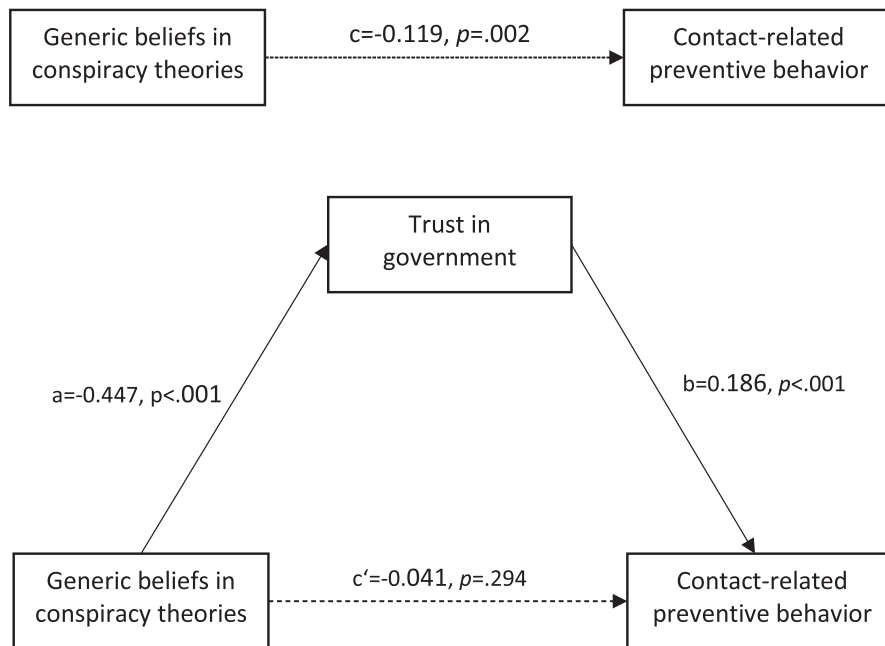 Generic beliefs in
conspiracy theories
c=-0.119, p=.002
Contact-related
preventive behavior
Trust in
government
a=-0.447, p<.001
b=0.186, p<.001
Generic beliefs in
conspiracy theories
c‘=-0.041, p=.294
Contact-related
preventive behavior